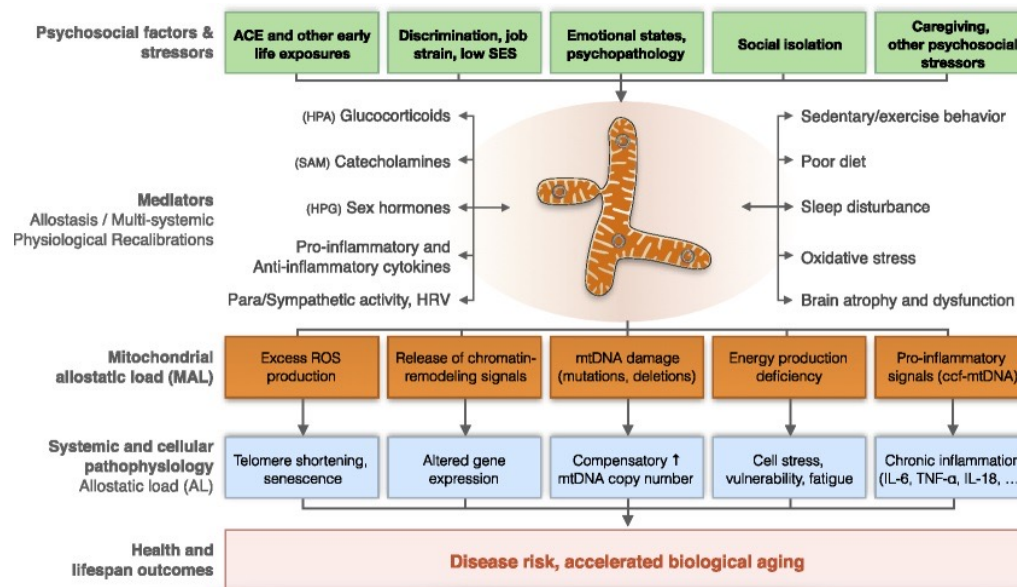 Psychosocial factors &
stressors
ACE and other early
life exposures
Discrimination, job
strain, low SES
Emotional states,
psychopathology
Social isolation
Caregiving,
other psychosocial
stressors
Mediators
Allostasis / Multi-systemic
Physiological Recalibrations
(HPA) Glucocorticoids
(SAM) Catecholamines
(HPG) Sex hormones
Pro-inflammatory and
Anti-inflammatory cytokines
Para/Sympathetic activity, HRV
Sedentary/exercise behavior
Poor diet
Sleep disturbance
Oxidative stress
Brain atrophy and dysfunction
Mitochondrial
allostatic load (MAL)
Excess ROS
production
Release of chromatin-
remodeling signals
mtDNA damage
(mutations, deletions)
Energy production
deficiency
Pro-inflammatory
signals (ccf-mtDNA)
Systemic and cellular
pathophysiology
Allostatic load (AL)
Telomere shortening,
senescence
Altered gene
expression
Compensatory ↑
mtDNA copy number
Cell stress,
vulnerability, fatigue
Chronic inflammation
(IL-6, TNF-α, IL-18, ...
Health and
lifespan outcomes
Disease risk, accelerated biological aging